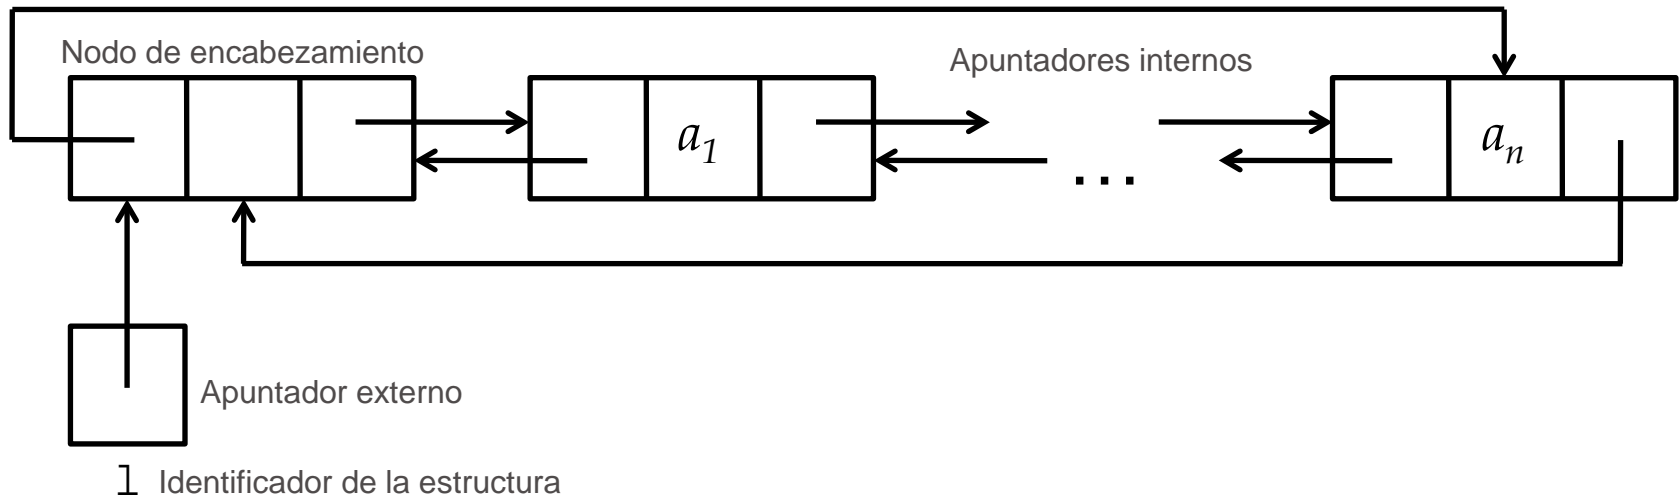 Nodo de encabezamiento
Apuntadores internos
a1
an
...
Apuntador externo
l Identificador de la estructura